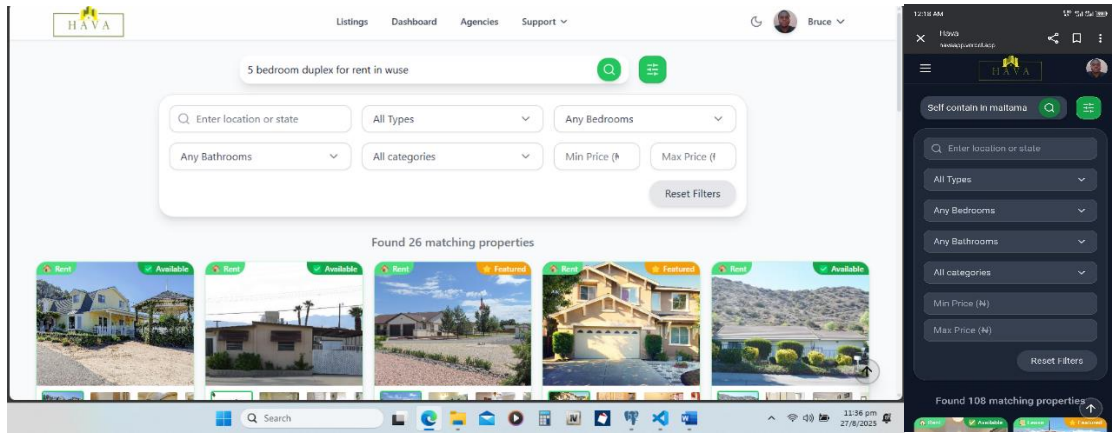 HAVA
Listings Dashboard Agencies Support
Bruce
5 bedroom duplex for rent in wuse
Enter location or state
All Types
Any Bedrooms
Any Bathrooms
All categories
Min Price (₦
Max Price (₦
Reset Filters
Found 26 matching properties
Rent Available
Rent Available
Rent Featured
Rent Featured
Rent Available
Search
11:36 pm
27/8/2025
12:18 AM
Hava
HAVA
Self contain in maitama
Enter location or state
All Types
Any Bedrooms
Any Bathrooms
All categories
Min Price (₦)
Max Price (₦)
Reset Filters
Found 108 matching properties
Rent Available
Featured